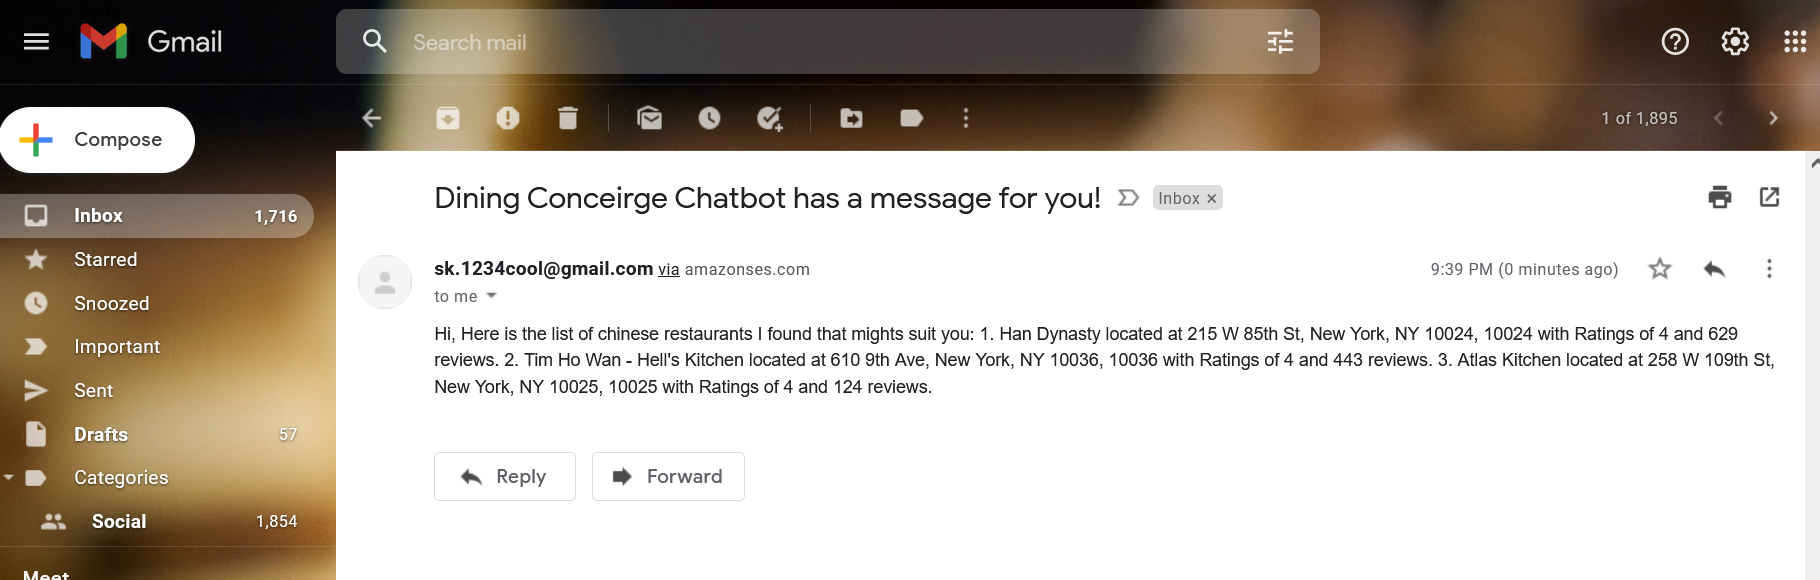 Gmail
Search mail
1 of 1,895
Compose
Inbox 1,716
Starred
Snoozed
Important
Sent
Drafts 57
Categories
Social 1,854
Meet
Dining Conceirge Chatbot has a message for you! Inbox ×
sk.1234cool@gmail.com via amazonses.com
9:39 PM (0 minutes ago)
to me
Hi, Here is the list of chinese restaurants I found that mights suit you: 1. Han Dynasty located at 215 W 85th St, New York, NY 10024, 10024 with Ratings of 4 and 629
reviews. 2. Tim Ho Wan - Hell's Kitchen located at 610 9th Ave, New York, NY 10036, 10036 with Ratings of 4 and 443 reviews. 3. Atlas Kitchen located at 258 W 109th St,
New York, NY 10025, 10025 with Ratings of 4 and 124 reviews.
Reply
Forward